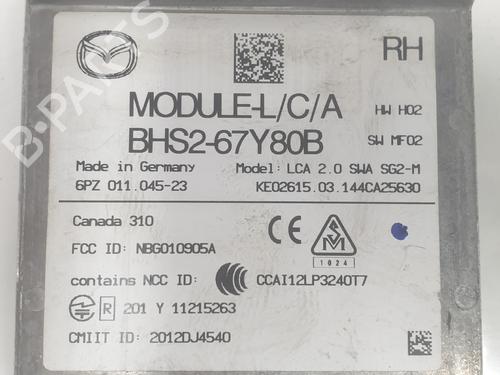 B-PARTS
RH
MODULE-L/C/A
HW H02
BHS2-67Y80B
SW MF02
Made in Germany
Model: LCA 2.0 SWA SG2-M
6PZ 011.045-23
KE02615.03.144CA25630
Canada 310
FCC ID: NBG010905A
CE
S M
1024
contains NCC ID:
CCAI12LP3240T7
R 201 Y 11215263
CMIIT ID: 2012DJ4540